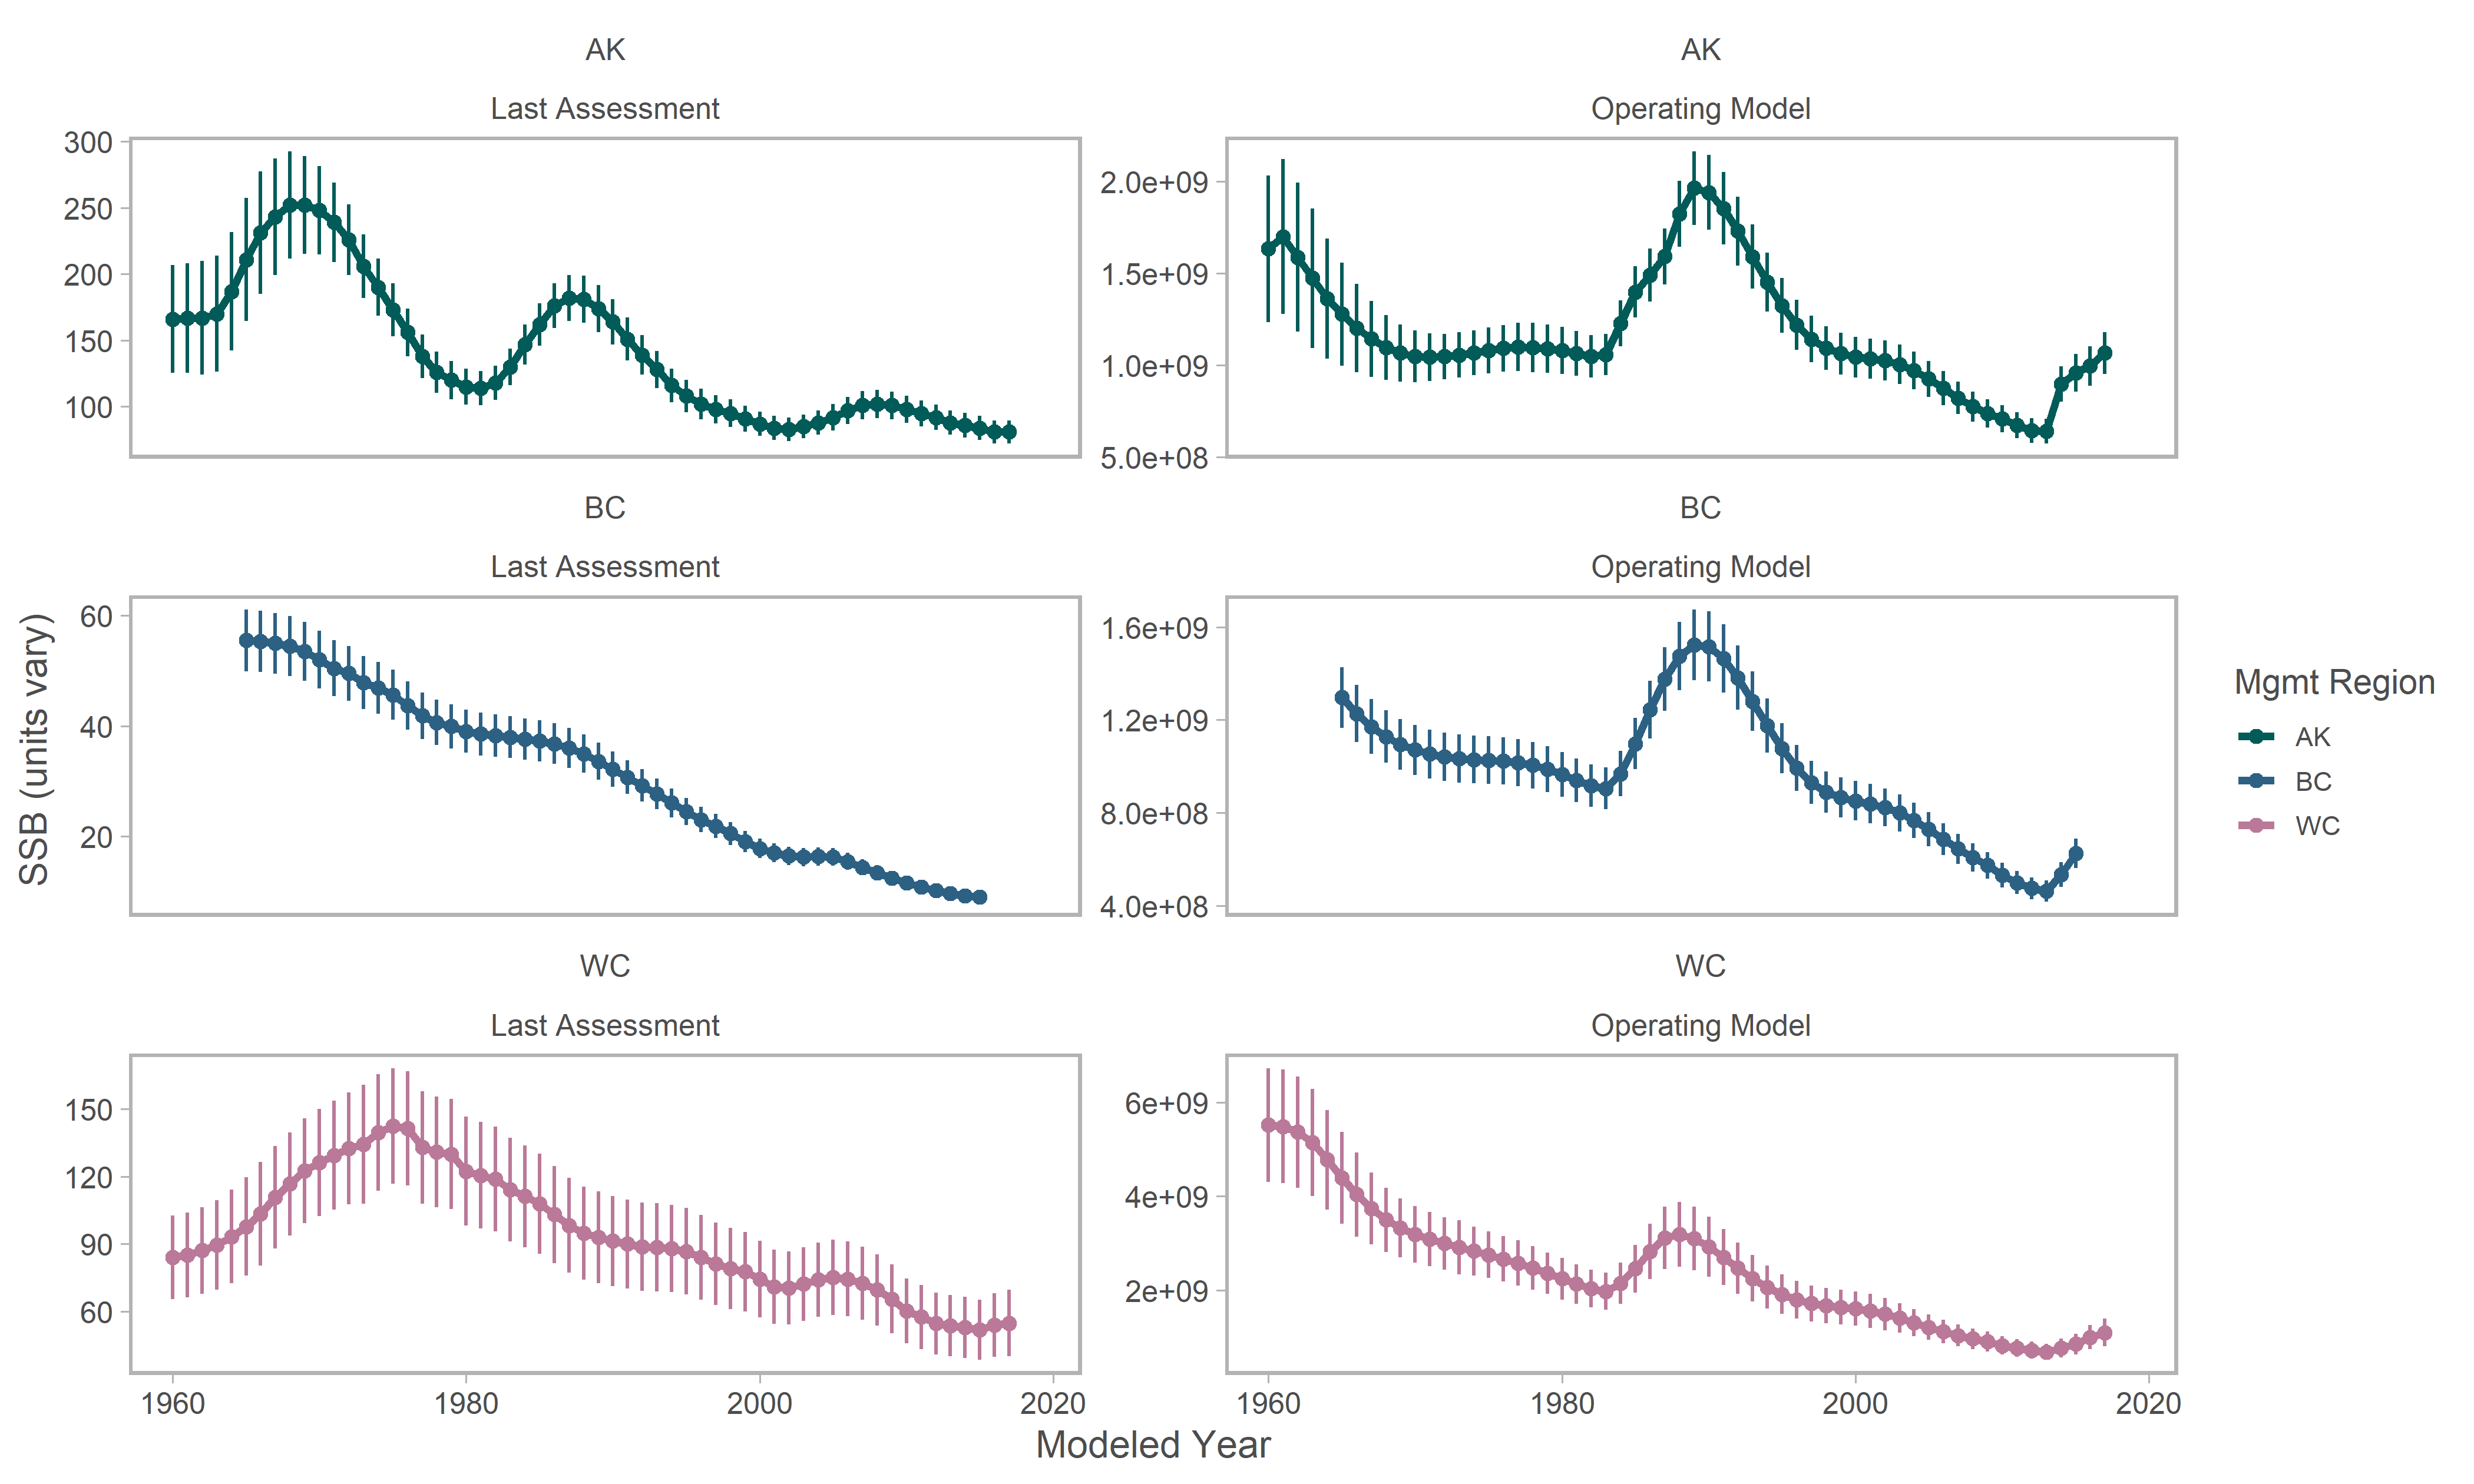 AK
Last Assessment
300
250
200
150
100
AK
Operating Model
2.0e+09
1.5e+09
1.0e+09
5.0e+08
BC
Last Assessment
60
40
20
BC
Operating Model
1.6e+09
1.2e+09
8.0e+08
4.0e+08
WC
Last Assessment
150
120
90
60
1960 1980 2000 2020
WC
Operating Model
6e+09
4e+09
2e+09
1960 1980 2000 2020
SSB (units vary)
Modeled Year
Mgmt Region
AK
BC
WC